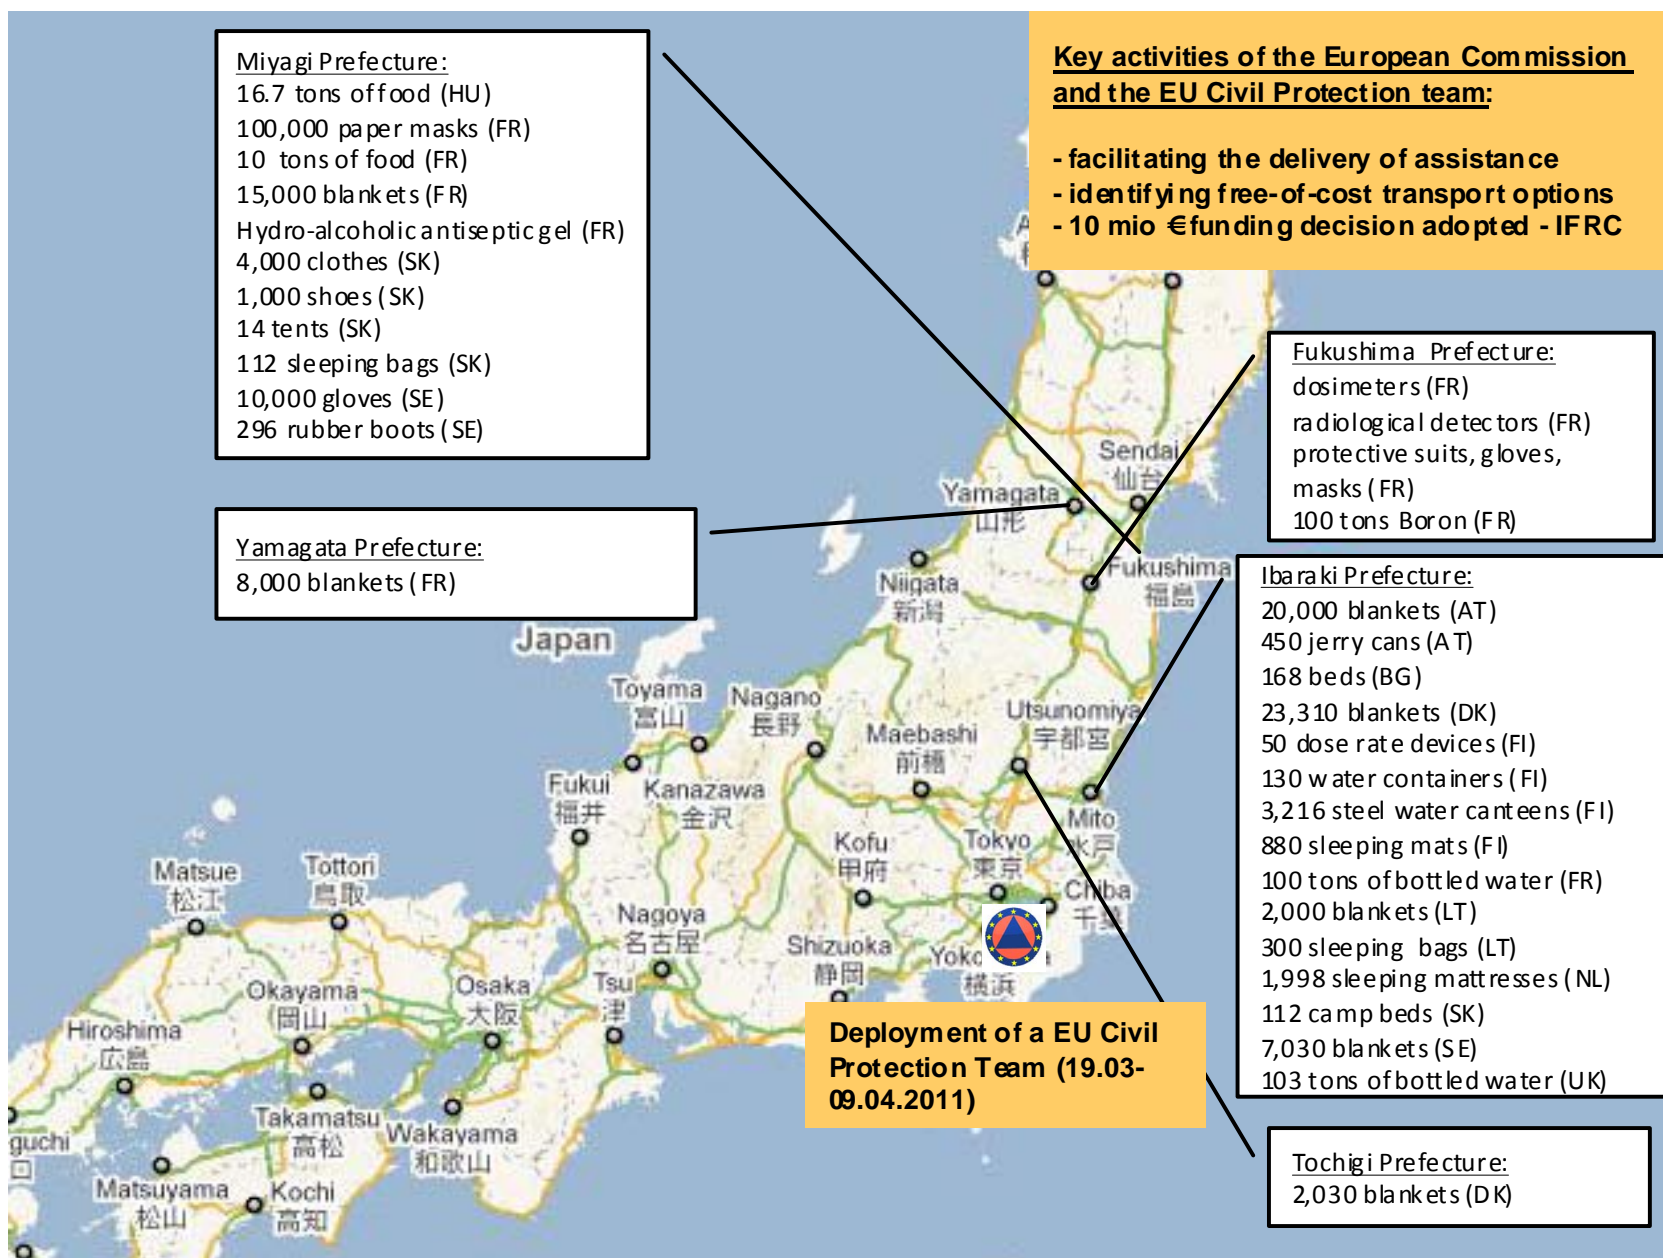 Miyagi Prefecture:
16.7 tons of food (HU)
100,000 paper masks (FR)
10 tons of food (FR)
15,000 blankets (FR)
Hydro-alcoholic antiseptic gel (FR)
4,000 clothes (SK)
1,000 shoes (SK)
14 tents (SK)
112 sleeping bags (SK)
10,000 gloves (SE)
296 rubber boots (SE)
Key activities of the European Commission
and the EU Civil Protection team:
- facilitating the delivery of assistance
- identifying free-of-cost transport options
- 10 mio € funding decision adopted - IFRC
Fukushima Prefecture:
dosimeters (FR)
radiological detectors (FR)
protective suits, gloves,
masks (FR)
100 tons Boron (FR)
Yamagata Prefecture:
8,000 blankets (FR)
Ibaraki Prefecture:
20,000 blankets (AT)
450 jerry cans (AT)
168 beds (BG)
23,310 blankets (DK)
50 dose rate devices (FI)
130 water containers (FI)
3,216 steel water canteens (FI)
880 sleeping mats (FI)
100 tons of bottled water (FR)
2,000 blankets (LT)
300 sleeping bags (LT)
1,998 sleeping mattresses (NL)
112 camp beds (SK)
7,030 blankets (SE)
103 tons of bottled water (UK)
Sendai
仙台
Yamagata
山形
Fukushima
福島
Niigata
新潟
Japan
Toyama
富山
Nagano
長野
Utsunomiya
宇都宮
Maebashi
前橋
Fukui
福井
Kanazawa
金沢
Mito
水戸
Kofu
甲府
Tokyo
東京
Chiba
千葉
Matsue
松江
Tottori
鳥取
Nagoya
名古屋
Shizuoka
静岡
横浜
Okayama
岡山
Osaka
大阪
Tsu
津
Hiroshima
広島
Takamatsu
高松
Wakayama
和歌山
guchi
口
Matsuyama
松山
Kochi
高知
Deployment of a EU Civil
Protection Team (19.03-
09.04.2011)
Tochigi Prefecture:
2,030 blankets (DK)